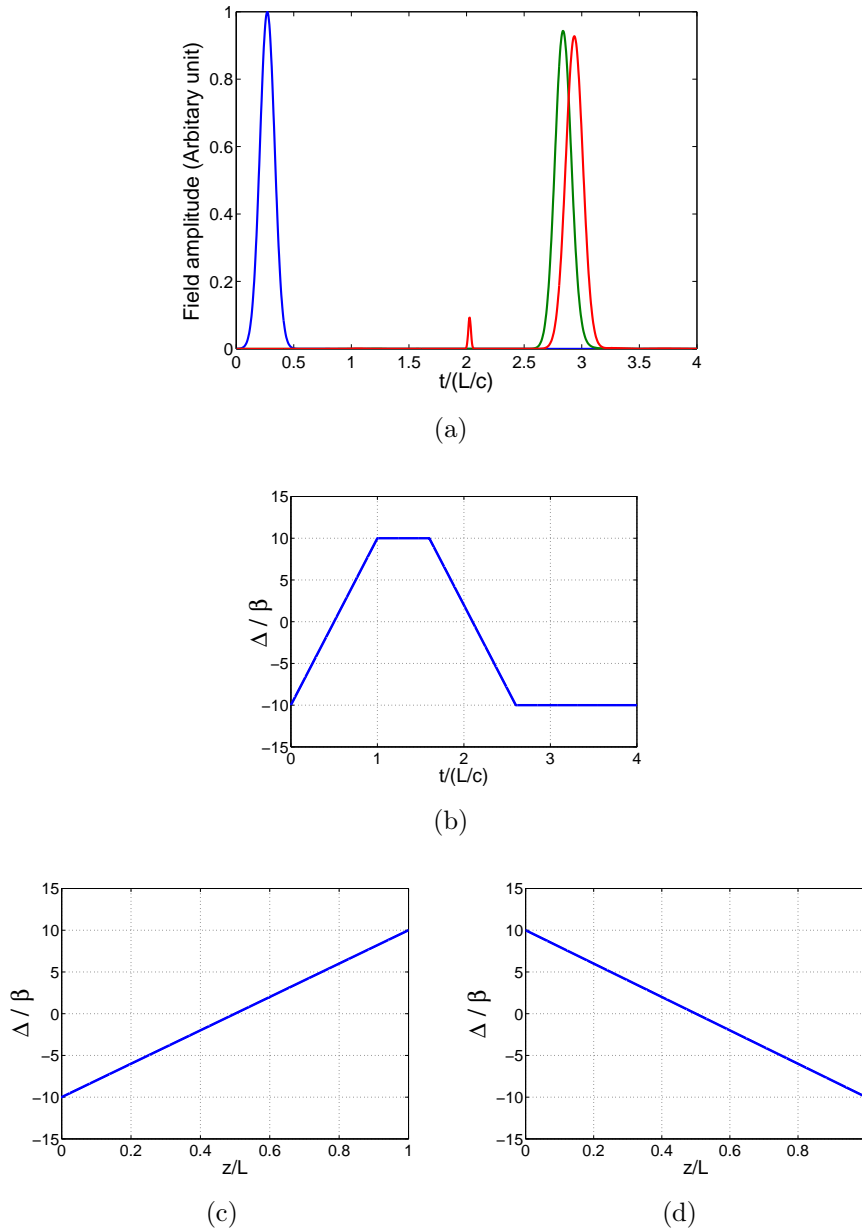 1
0.8
0.6
0.4
0.2
0
Field amplitude (Arbitary unit)
0 0.5 1 1.5 2 2.5 3 3.5 4
t/(L/c)
(a)
15
10
5
0
−5
−10
−15
Δ / β
0 1 2 3 4
t/(L/c)
(b)
15
10
5
0
−5
−10
−15
Δ / β
0 0.2 0.4 0.6 0.8 1
z/L
(c)
15
10
5
0
−5
−10
−15
Δ / β
0 0.2 0.4 0.6 0.8
z/L
(d)